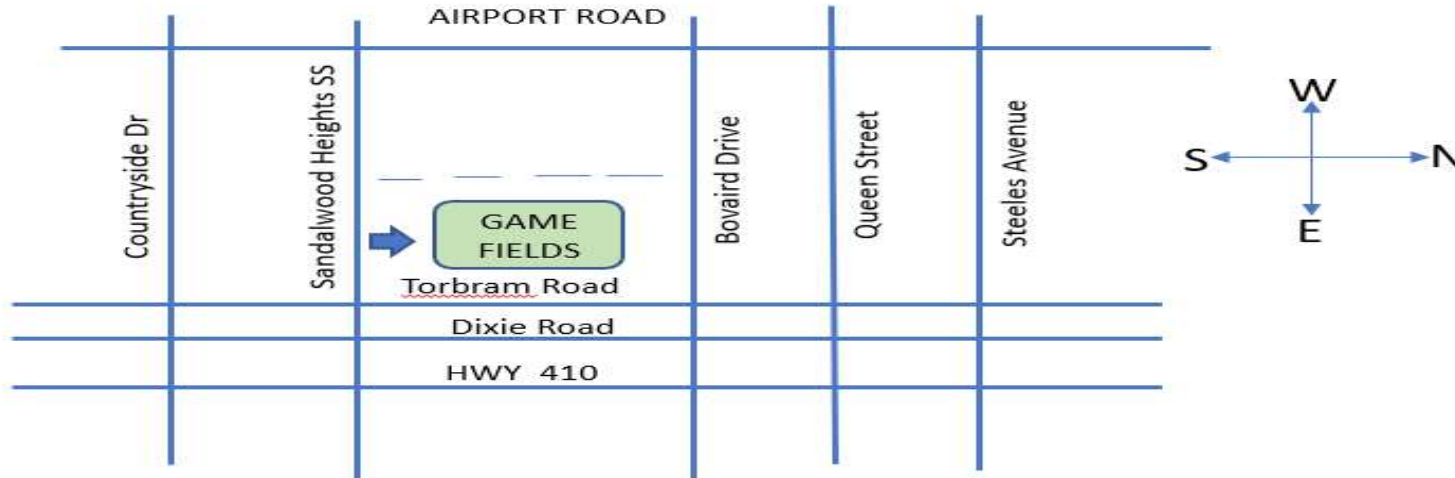 AIRPORT ROAD
Countryside Dr
Sandalwood Heights SS
Bovaird Drive
Queen Street
Steeles Avenue
W
S
N
E
GAME
FIELDS
Torbram Road
Dixie Road
HWY 410